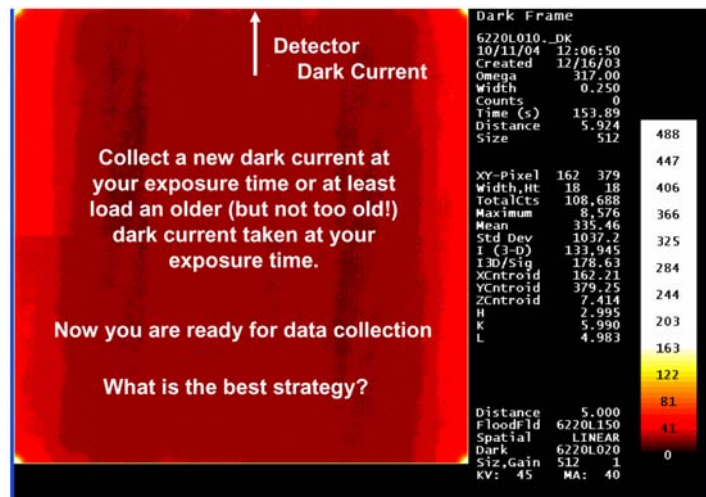 Detector
Dark Current
Collect a new dark current at
your exposure time or at least
load an older (but not too old!)
dark current taken at your
exposure time.
Now you are ready for data collection
What is the best strategy?
Dark Frame
6220L010._DK
10/11/04 12:06:50
Created 12/16/03
Omega 317.00
Width 0.250
Counts 0
Time (s) 153.89
Distance 5.924
Size 512
XY-Pixel 162 379
Width,Ht 18 18
TotalCts 108,688
Maximum 8,576
Mean 335.46
Std Dev 1037.2
I (3-D) 133,945
I3D/Sig 178.63
XCntroid 162.21
YCntroid 379.25
ZCntroid 7.414
H 2.995
K 5.990
L 4.983
Distance 5.000
FloodFld 6220L150
Spatial LINEAR
Dark 6220L020
Siz,Gain 512 1
KV: 45 MA: 40
488
447
406
366
325
284
244
203
163
122
81
41
0